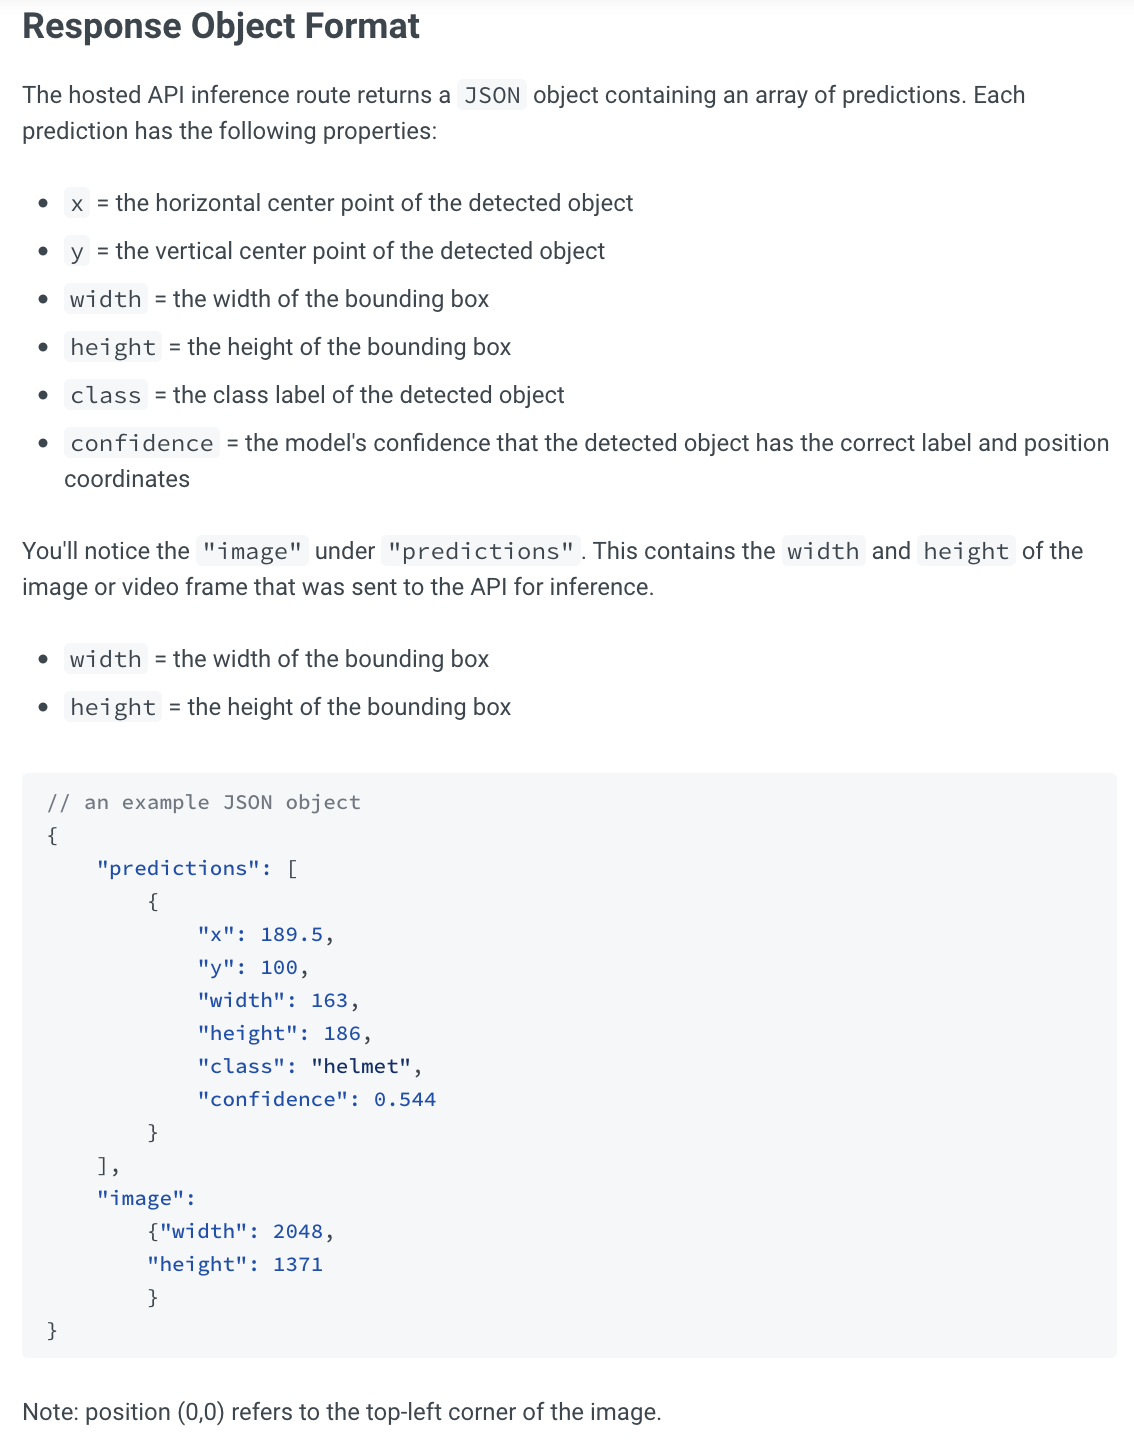 Response Object Format
The hosted API inference route returns a JSON object containing an array of predictions. Each
prediction has the following properties:
• x = the horizontal center point of the detected object
• y = the vertical center point of the detected object
• width = the width of the bounding box
• height = the height of the bounding box
• class = the class label of the detected object
• confidence = the model's confidence that the detected object has the correct label and position
coordinates
You'll notice the "image" under "predictions". This contains the width and height of the
image or video frame that was sent to the API for inference.
• width = the width of the bounding box
• height = the height of the bounding box
// an example JSON object
{
    "predictions": [
        {
            "x": 189.5,
            "y": 100,
            "width": 163,
            "height": 186,
            "class": "helmet",
            "confidence": 0.544
        }
    ],
    "image":
        {"width": 2048,
        "height": 1371
        }
}
Note: position (0,0) refers to the top-left corner of the image.